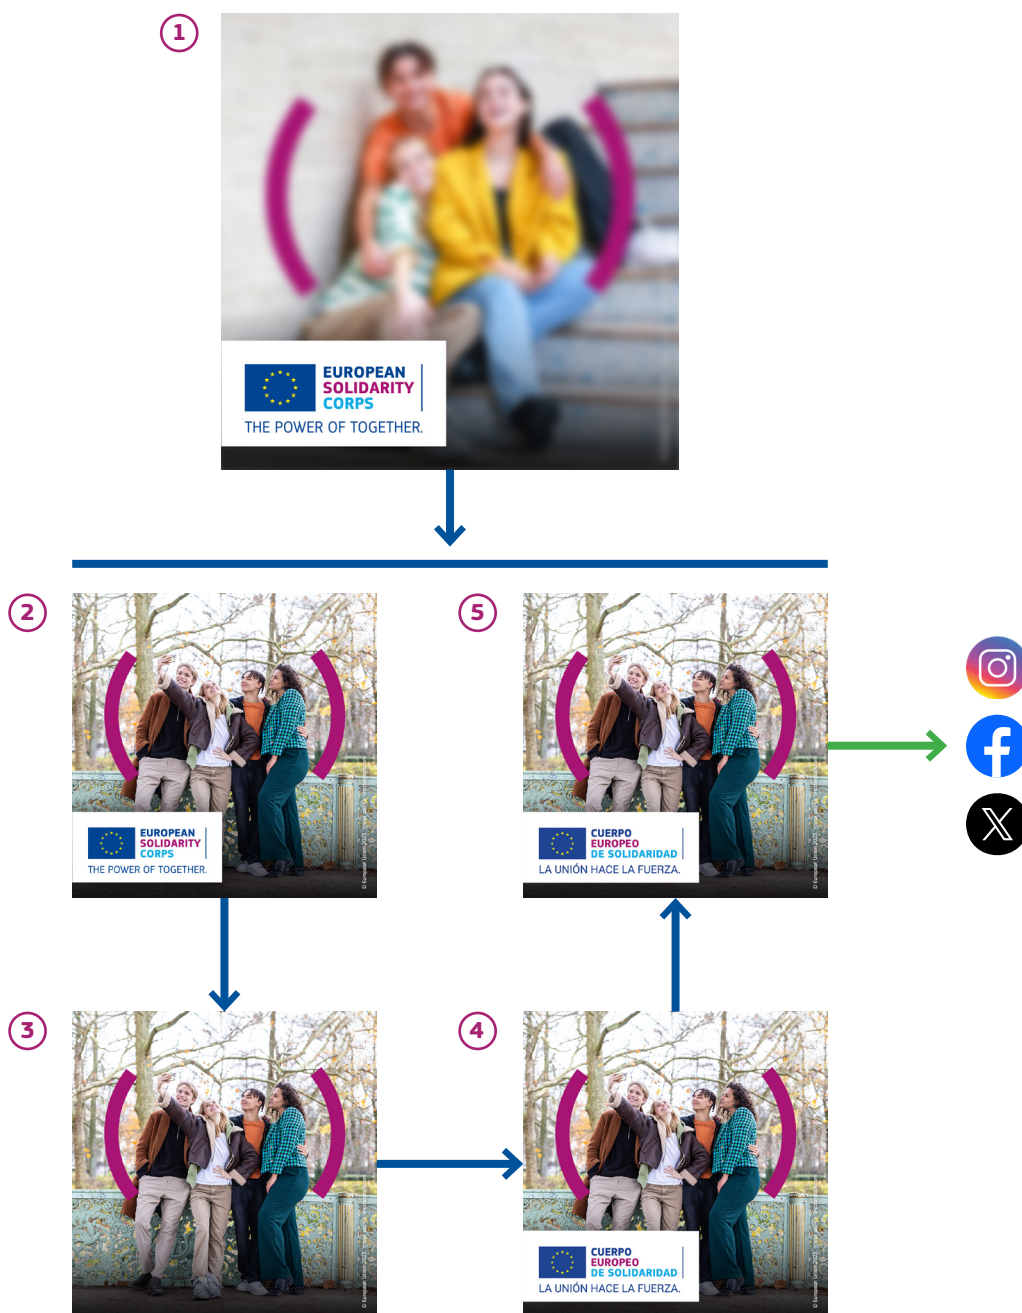 1
EUROPEAN
SOLIDARITY
CORPS
THE POWER OF TOGETHER.
2
EUROPEAN
SOLIDARITY
CORPS
THE POWER OF TOGETHER.
5
CUERPO
EUROPEO
DE SOLIDARIDAD
LA UNIÓN HACE LA FUERZA.
3
4
CUERPO
EUROPEO
DE SOLIDARIDAD
LA UNIÓN HACE LA FUERZA.